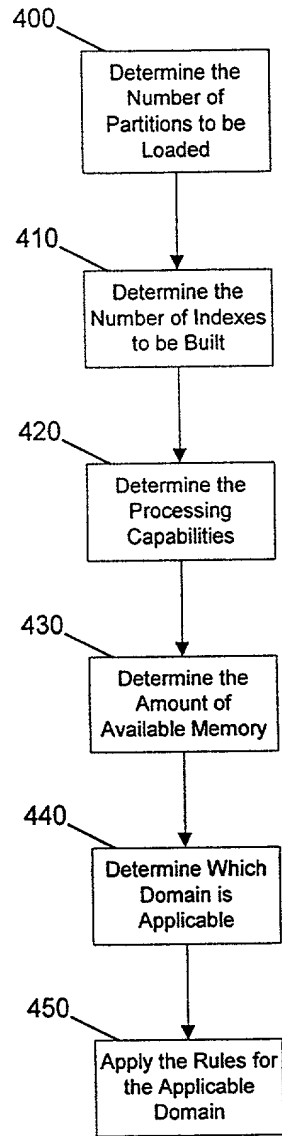 400
Determine the
Number of
Partitions to be
Loaded
410
Determine the
Number of Indexes
to be Built
420
Determine the
Processing
Capabilities
430
Determine the
Amount of
Available Memory
440
Determine Which
Domain is
Applicable
450
Apply the Rules for
the Applicable
Domain